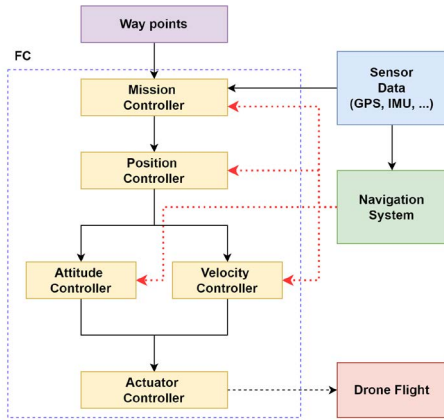 Way points
FC
Mission
Controller
Sensor
Data
(GPS, IMU, ...)
Position
Controller
Navigation
System
Attitude
Controller
Velocity
Controller
Actuator
Controller
Drone Flight